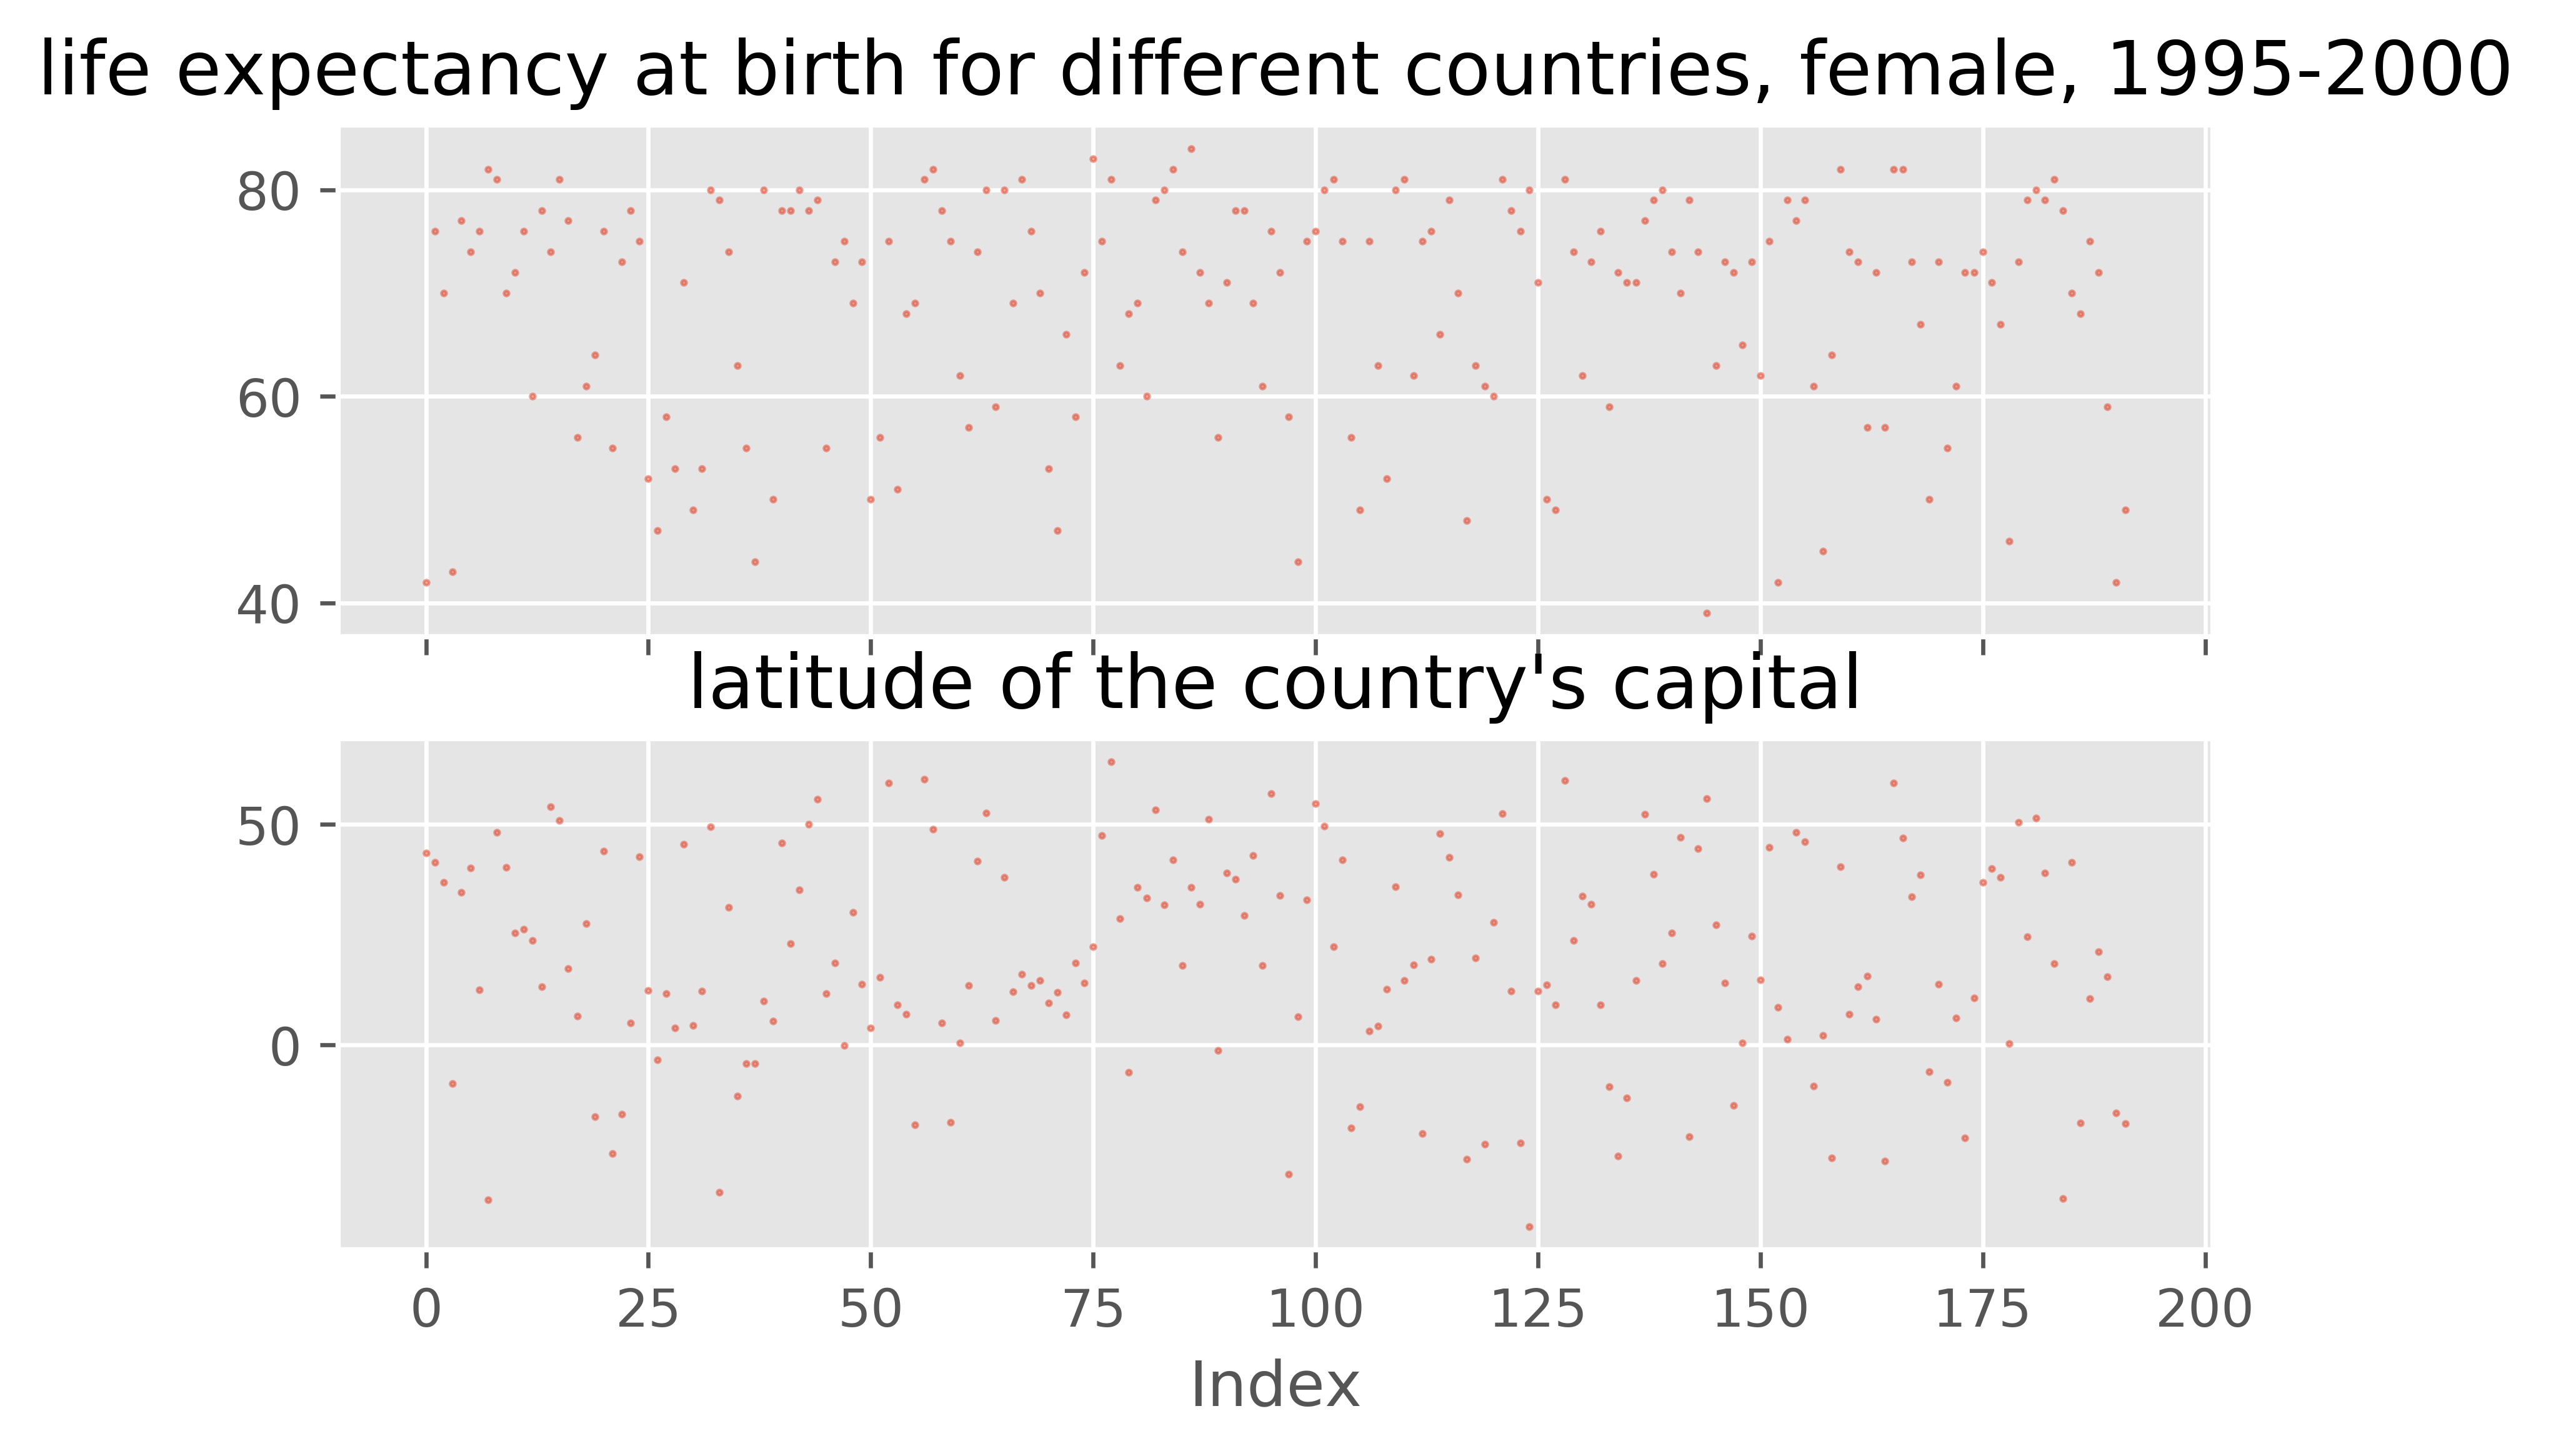 life expectancy at birth for different countries, female, 1995-2000
80
60
40
latitude of the country's capital
50
0
0 25 50 75 100 125 150 175 200
Index